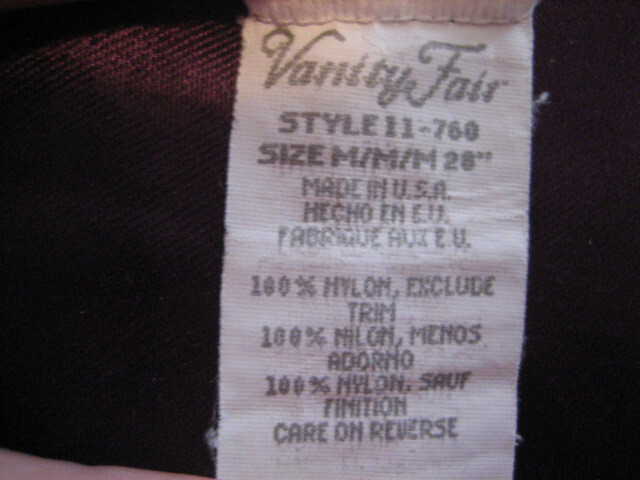 Vanity Fair
STYLE 11-760
SIZE M/M/M 28"
MADE IN U.S.A.
HECHO EN E.U.
FABRIQUE AUX E.U.
100% NYLON, EXCLUDE
TRIM
100% NILON, MENOS
ADORNO
100% NYLON. SAUF
FINITION
CARE ON REVERSE